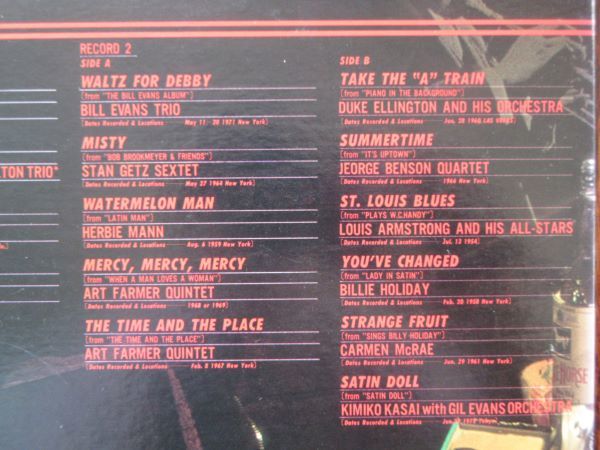 TON TRIO"
RECORD 2
SIDE A
WALTZ FOR DEBBY
(from "THE BILL EVANS ALBUM")
BILL EVANS TRIO
(Dates Recorded & Locations May 11- 20 1971 New York)
MISTY
(from "BOB BROOKMEYER & FRIENDS")
STAN GETZ SEXTET
(Dates Recorded & Locations May 27 1964 New York)
WATERMELON MAN
(from "LATIN MAN")
HERBIE MANN
(Dates Recorded & Locations Aug. 6 1959 New York)
MERCY, MERCY, MERCY
(from "WHEN A MAN LOVES A WOMAN")
ART FARMER QUINTET
(Dates Recorded & Locations 1968 or 1969)
THE TIME AND THE PLACE
(from "THE TIME AND THE PLACE")
ART FARMER QUINTET
(Dates Recorded & Locations Feb. 8 1967 New York)
SIDE B
TAKE THE "A" TRAIN
(from "PIANO IN THE BACKGROUND")
DUKE ELLINGTON AND HIS ORCHESTRA
(Dates Recorded & Locations 1960 LAS VEGAS)
SUMMERTIME
(from "IT'S UPTOWN")
JEORGE BENSON QUARTET
(Dates Recorded & Locations 1966 New York)
ST. LOUIS BLUES
(from "PLAYS W.C.HANDY")
LOUIS ARMSTRONG AND HIS ALL-STARS
(Dates Recorded & Locations Jul. 13 1954)
YOU'VE CHANGED
(from "LADY IN SATIN")
BILLIE HOLIDAY
(Dates Recorded & Locations Feb. 20 1958 New York)
STRANGE FRUIT
(from "SINGS BILLY HOLIDAY")
CARMEN McRAE
(Dates Recorded & Locations Jun. 29 1961 New York)
SATIN DOLL
(from "SATIN DOLL")
KIMIKO KASAI with GIL EVANS ORCHESTRA
(Dates Recorded & Locations 1972 Tokyo
HORSE